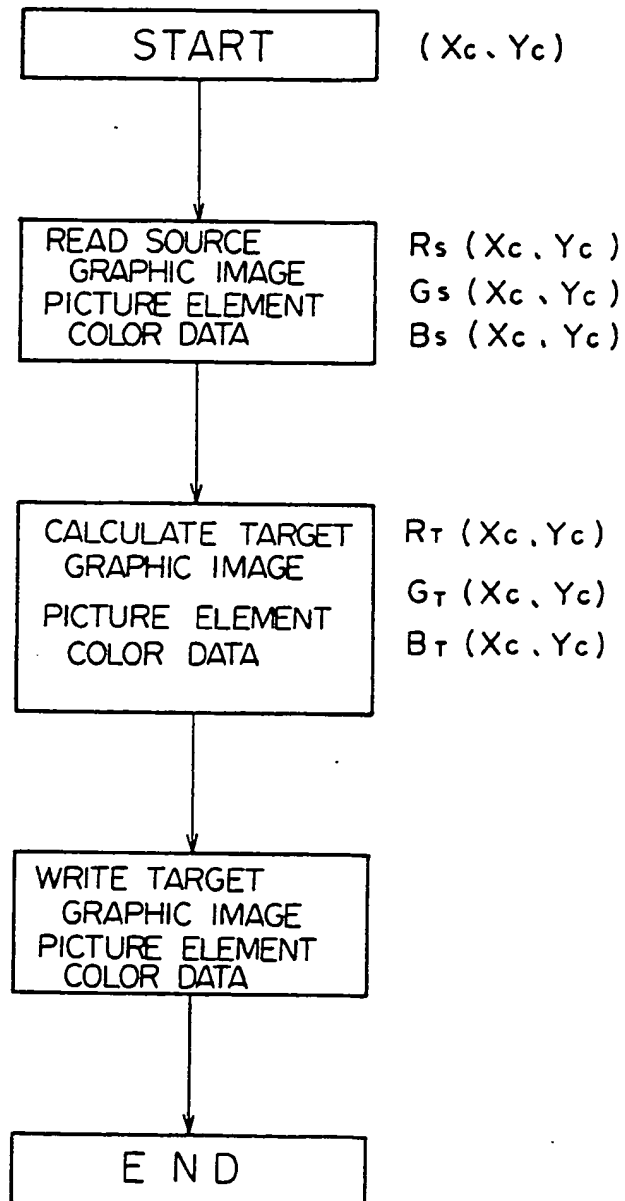 START (Xc、Yc)
READ SOURCE Rs (Xc、Yc)
GRAPHIC IMAGE Gs (Xc、Yc)
PICTURE ELEMENT Bs (Xc、Yc)
COLOR DATA
CALCULATE TARGET RT (Xc、Yc)
GRAPHIC IMAGE GT (Xc、Yc)
PICTURE ELEMENT BT (Xc、Yc)
COLOR DATA
WRITE TARGET
GRAPHIC IMAGE
PICTURE ELEMENT
COLOR DATA
END